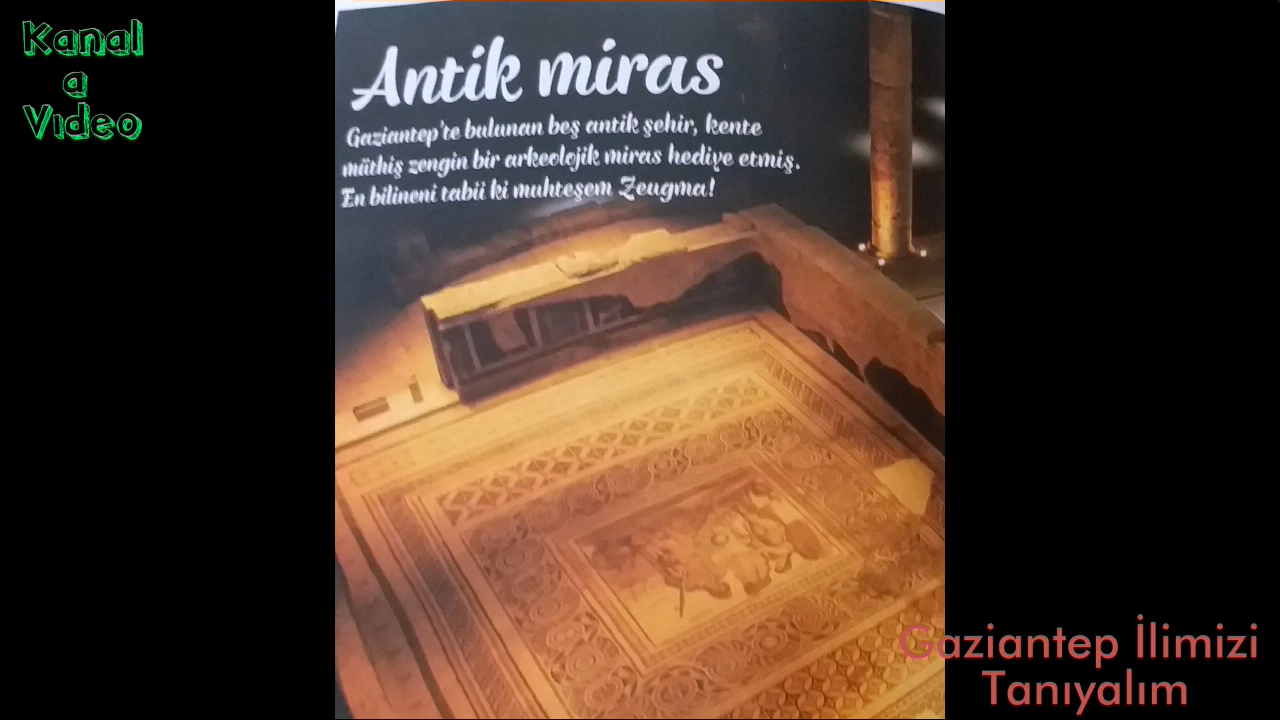 Kanal
a
Video
Antik miras
Gaziantep'te bulunan beş antik şehir, kente
müthiş zengin bir arkeolojik miras hediye etmiş.
En bilineni tabii ki muhteşem Zeugma!
Gaziantep İlimizi
Tanıyalım